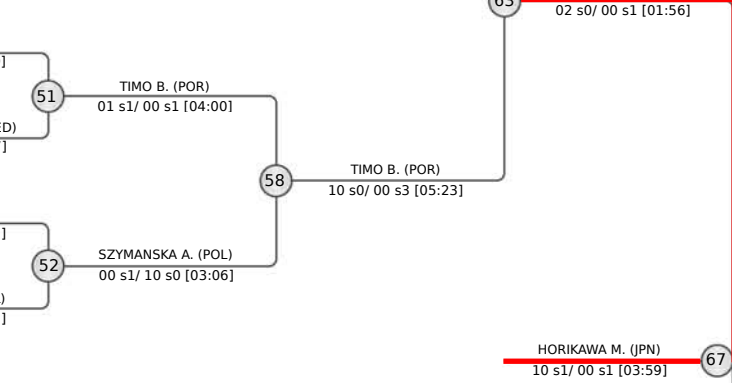 63
02 s0/ 00 s1 [01:56]
]
51
TIMO B. (POR)
01 s1/ 00 s1 [04:00]
ED)
]
58
TIMO B. (POR)
10 s0/ 00 s3 [05:23]
]
52
SZYMANSKA A. (POL)
00 s1/ 10 s0 [03:06]
)
]
HORIKAWA M. (JPN)
10 s1/ 00 s1 [03:59]
67